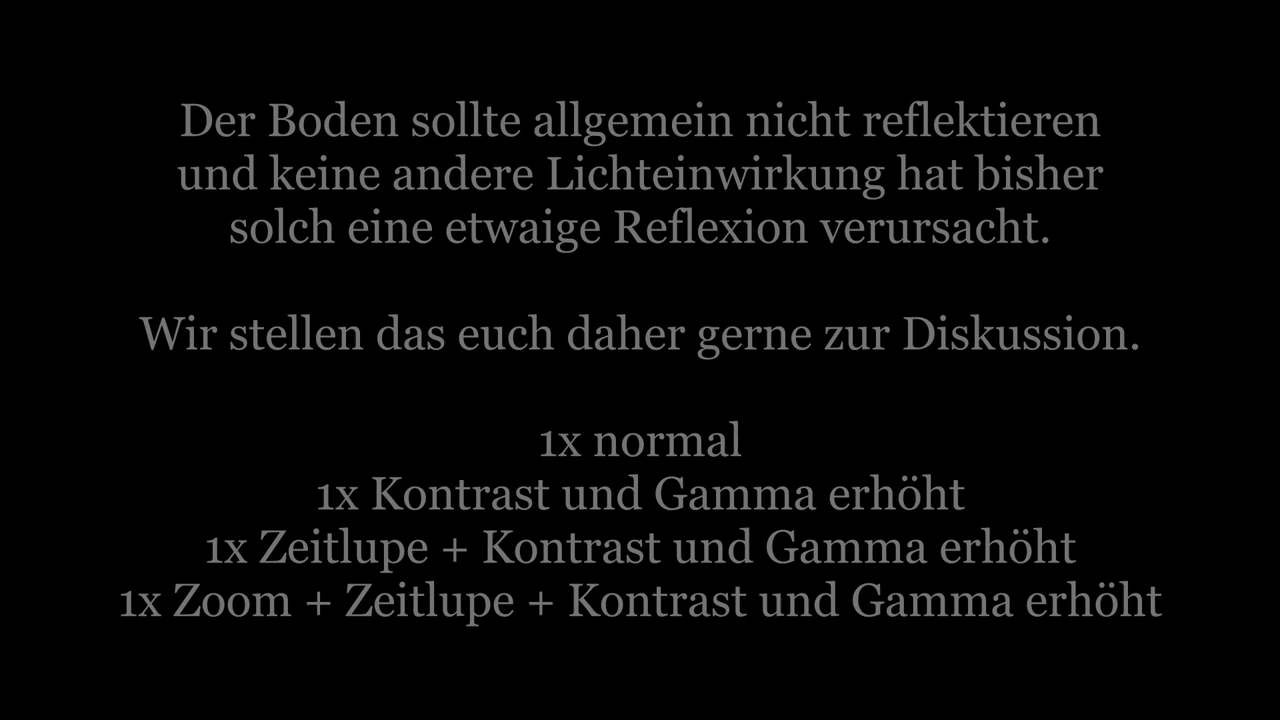 Der Boden sollte allgemein nicht reflektieren
und keine andere Lichteinwirkung hat bisher
solch eine etwaige Reflexion verursacht.
Wir stellen das euch daher gerne zur Diskussion.
1x normal
1x Kontrast und Gamma erhöht
1x Zeitlupe + Kontrast und Gamma erhöht
1x Zoom + Zeitlupe + Kontrast und Gamma erhöht